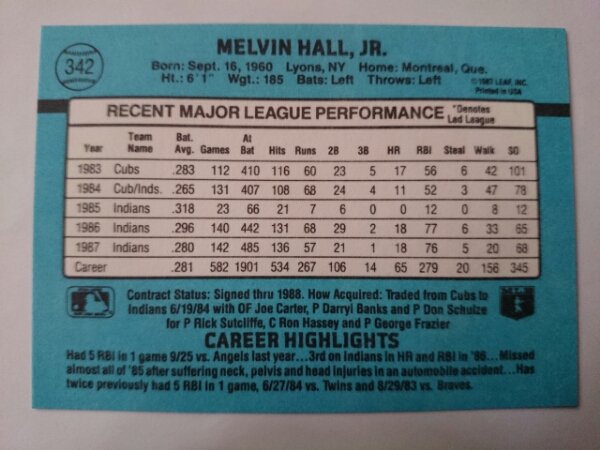 342
MELVIN HALL, JR.
Born: Sept. 16, 1960 Lyons, NY Home: Montreal, Que.
Ht.: 6'1" Wgt.: 185 Bats: Left Throws: Left
© 1987 LEAF, INC.
Printed in USA
RECENT MAJOR LEAGUE PERFORMANCE *Denotes Led League
Year Team Name Bat. Avg. Games At Bat Hits Runs 2B 3B HR RBI Steal Walk SO
1983 Cubs .283 112 410 116 60 23 5 17 56 6 42 101
1984 Cub/Inds. .265 131 407 108 68 24 4 11 52 3 47 78
1985 Indians .318 23 66 21 7 6 0 0 12 0 8 12
1986 Indians .296 140 442 131 68 29 2 18 77 6 33 65
1987 Indians .280 142 485 136 57 21 1 18 76 5 20 68
Career .281 582 1901 534 267 106 14 65 279 20 156 345
Contract Status: Signed thru 1988. How Acquired: Traded from Cubs to
Indians 6/19/84 with OF Joe Carter, P Darryl Banks and P Don Schulze
for P Rick Sutcliffe, C Ron Hassey and P George Frazier
CAREER HIGHLIGHTS
Had 5 RBI in 1 game 9/25 vs. Angels last year...3rd on Indians in HR and RBI in '86...Missed
almost all of '85 after suffering neck, pelvis and head injuries in an automobile accident...Has
twice previously had 5 RBI in 1 game, 6/27/84 vs. Twins and 8/29/83 vs. Braves.